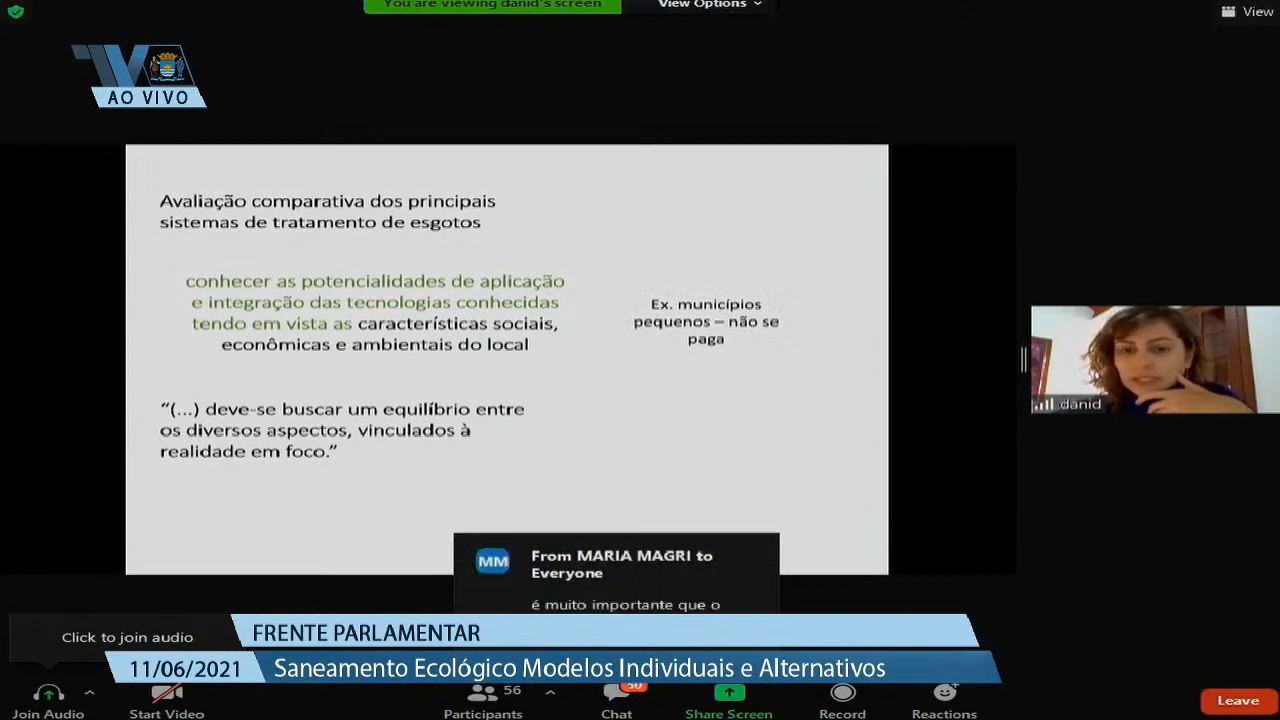 You are viewing danid's screen
View Options
View
TV
AO VIVO
Avaliação comparativa dos principais
sistemas de tratamento de esgotos
conhecer as potencialidades de aplicação
e integração das tecnologias conhecidas
tendo em vista as características sociais,
econômicas e ambientais do local
Ex. municípios
pequenos – não se
paga
“(...) deve-se buscar um equilíbrio entre
os diversos aspectos, vinculados à
realidade em foco.”
danid
MM
From MARIA MAGRI to
Everyone
é muito importante que o
Click to join audio
FRENTE PARLAMENTAR
11/06/2021
Saneamento Ecológico Modelos Individuais e Alternativos
56
Join Audio
Start Video
Participants
Chat
Share Screen
Record
Reactions
Leave